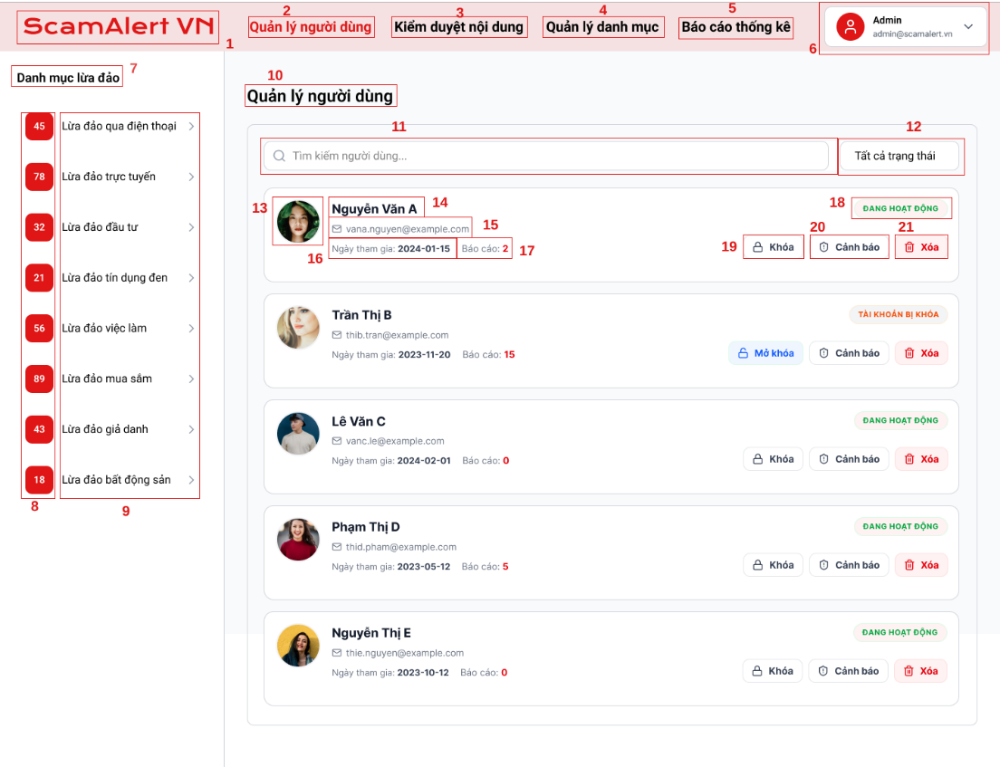 ScamAlert VN
1
2
Quản lý người dùng
3
Kiểm duyệt nội dung
4
Quản lý danh mục
5
Báo cáo thống kê
6
Admin
admin@scamalert.vn
Danh mục lừa đảo
7
45 Lừa đảo qua điện thoại
78 Lừa đảo trực tuyến
32 Lừa đảo đầu tư
21 Lừa đảo tín dụng đen
56 Lừa đảo việc làm
89 Lừa đảo mua sắm
43 Lừa đảo giả danh
18 Lừa đảo bất động sản
8
9
10
Quản lý người dùng
11
Tìm kiếm người dùng...
12
Tất cả trạng thái
13
Nguyễn Văn A
14
vana.nguyen@example.com
15
16
Ngày tham gia: 2024-01-15
Báo cáo: 2
17
18
ĐANG HOẠT ĐỘNG
19
Khóa
20
Cảnh báo
21
Xóa
Trần Thị B
thib.tran@example.com
Ngày tham gia: 2023-11-20 Báo cáo: 15
TÀI KHOẢN BỊ KHÓA
Mở khóa Cảnh báo Xóa
Lê Văn C
vanc.le@example.com
Ngày tham gia: 2024-02-01 Báo cáo: 0
ĐANG HOẠT ĐỘNG
Khóa Cảnh báo Xóa
Phạm Thị D
thid.pham@example.com
Ngày tham gia: 2023-05-12 Báo cáo: 5
ĐANG HOẠT ĐỘNG
Khóa Cảnh báo Xóa
Nguyễn Thị E
thie.nguyen@example.com
Ngày tham gia: 2023-10-12 Báo cáo: 0
ĐANG HOẠT ĐỘNG
Khóa Cảnh báo Xóa